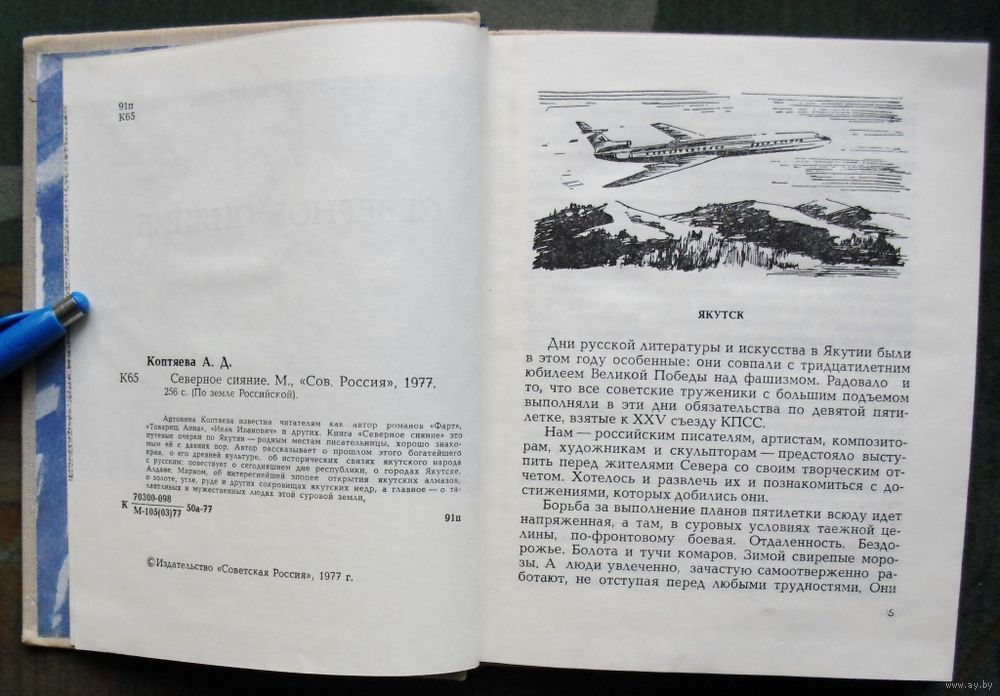 91п
К65
Коптяева А. Д.
К65 Северное сияние. М., «Сов. Россия», 1977.
256 с. (По земле Российской).
Антонина Коптяева известна читателям как автор романов «Фарт»,
«Товарищ Анна», «Иван Иванович» и других. Книга «Северное сияние» это
путевые очерки по Якутии — родным местам писательницы, хорошо знако-
мым ей с давних пор. Автор рассказывает о прошлом этого богатейшего
края, о его древней культуре, об исторических связях якутского народа
с русским; повествует о сегодняшнем дне республики, о городах Якутске,
Алдане, Мирном, об интереснейшей эпопее открытия якутских алмазов,
о золоте, угле, руде и других сокровищах якутских недр, а главное — о та-
лантливых и мужественных людях этой суровой земли,
К 70300-098
М-105(03)77 50а-77
91п
©Издательство «Советская Россия», 1977 г.
ЯКУТСК
Дни русской литературы и искусства в Якутии были
в этом году особенные: они совпали с тридцатилетним
юбилеем Великой Победы над фашизмом. Радовало и
то, что все советские труженики с большим подъемом
выполняли в эти дни обязательства по девятой пяти-
летке, взятые к XXV съезду КПСС.
Нам — российским писателям, артистам, композито-
рам, художникам и скульпторам — предстояло высту-
пить перед жителями Севера со своим творческим от-
четом. Хотелось и развлечь их и познакомиться с до-
стижениями, которых добились они.
Борьба за выполнение планов пятилетки всюду идет
напряженная, а там, в суровых условиях таежной це-
лины, по-фронтовому боевая. Отдаленность. Бездо-
рожье. Болота и тучи комаров. Зимой свирепые моро-
зы. А люди увлеченно, зачастую самоотверженно ра-
ботают, не отступая перед любыми трудностями. Они
5
www.ay.by